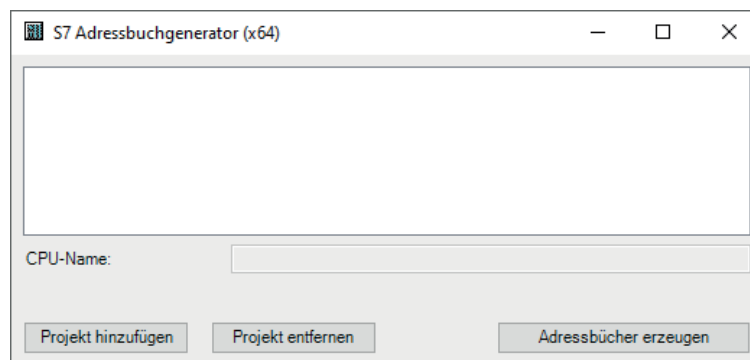 S7 Adressbuchgenerator (x64)
CPU-Name:
Projekt hinzufügen Projekt entfernen Adressbücher erzeugen